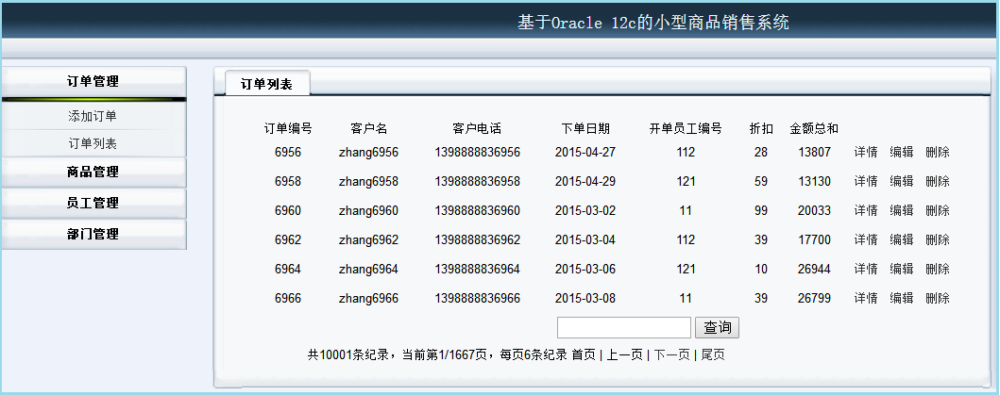 基于Oracle 12c的小型商品销售系统
订单管理
添加订单
订单列表
商品管理
员工管理
部门管理
订单列表
订单编号 客户名 客户电话 下单日期 开单员工编号 折扣 金额总和
6956 zhang6956 1398888836956 2015-04-27 112 28 13807 详情 编辑 删除
6958 zhang6958 1398888836958 2015-04-29 121 59 13130 详情 编辑 删除
6960 zhang6960 1398888836960 2015-03-02 11 99 20033 详情 编辑 删除
6962 zhang6962 1398888836962 2015-03-04 112 39 17700 详情 编辑 删除
6964 zhang6964 1398888836964 2015-03-06 121 10 26944 详情 编辑 删除
6966 zhang6966 1398888836966 2015-03-08 11 39 26799 详情 编辑 删除
查询
共10001条纪录，当前第1/1667页，每页6条纪录 首页 | 上一页 | 下一页 | 尾页